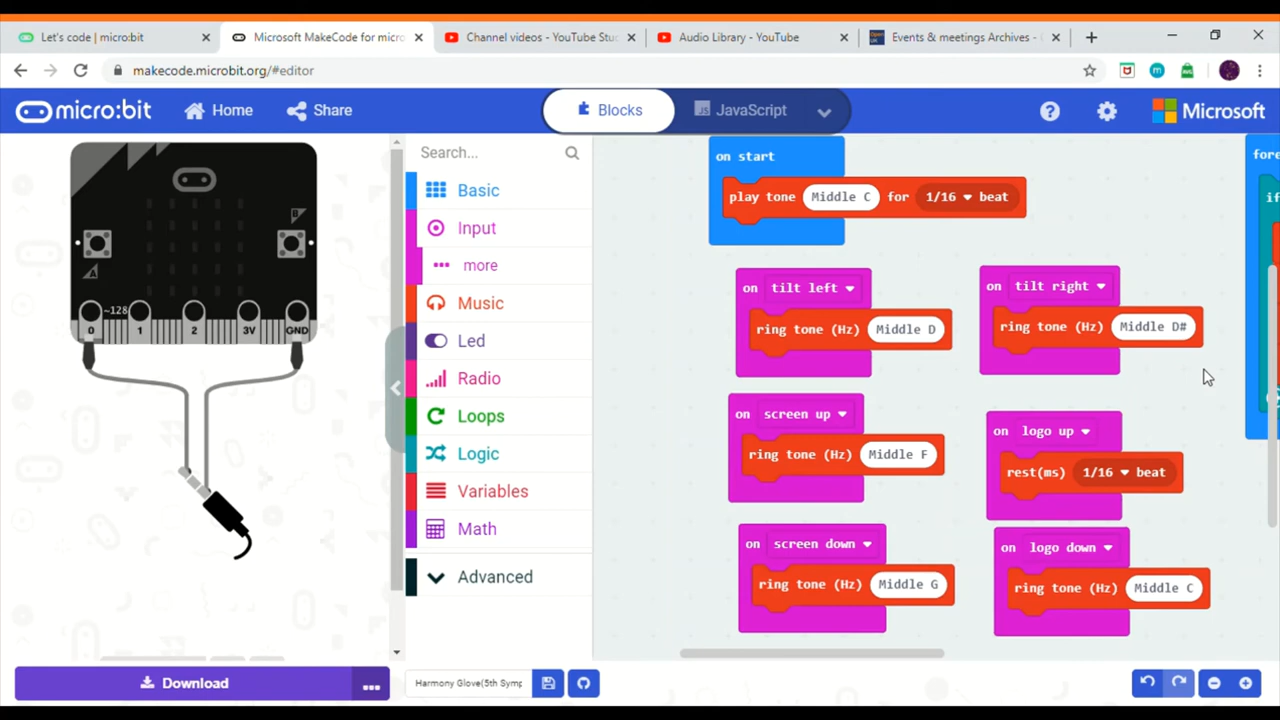 Let's code | micro:bit
Microsoft MakeCode for micro
Channel videos - YouTube Stu
Audio Library - YouTube
Events & meetings Archives -
makecode.microbit.org/#editor
micro:bit
Home
Share
Blocks
JavaScript
Microsoft
Search...
Basic
Input
more
Music
Led
Radio
Loops
Logic
Variables
Math
Advanced
A
B
~128
0 1 2 3V GND
on start
play tone Middle C for 1/16 beat
on tilt left
ring tone (Hz) Middle D
on tilt right
ring tone (Hz) Middle D#
on screen up
ring tone (Hz) Middle F
on logo up
rest(ms) 1/16 beat
on screen down
ring tone (Hz) Middle G
on logo down
ring tone (Hz) Middle C
fore
if
Download
Harmony Glove(5th Symp